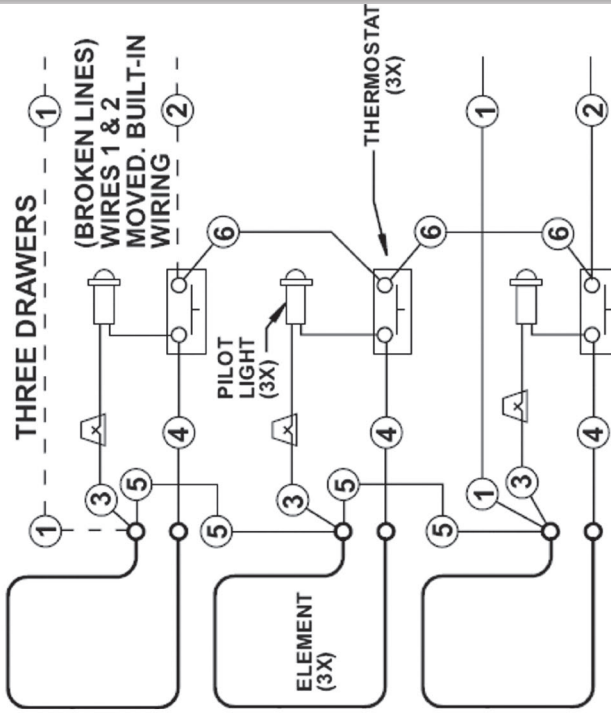 THREE DRAWERS
(BROKEN LINES)
WIRES 1 & 2
MOVED. BUILT-IN
WIRING
1
1
2
3
5
5
4
6
PILOT
LIGHT
(3X)
THERMOSTAT
(3X)
ELEMENT
(3X)
3
5
5
4
6
6
1
1
3
4
2